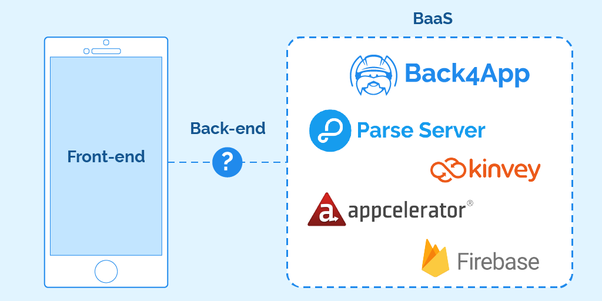 BaaS
Back4App
Back-end
Parse Server
Front-end
?
kinvey
a appcelerator®
Firebase